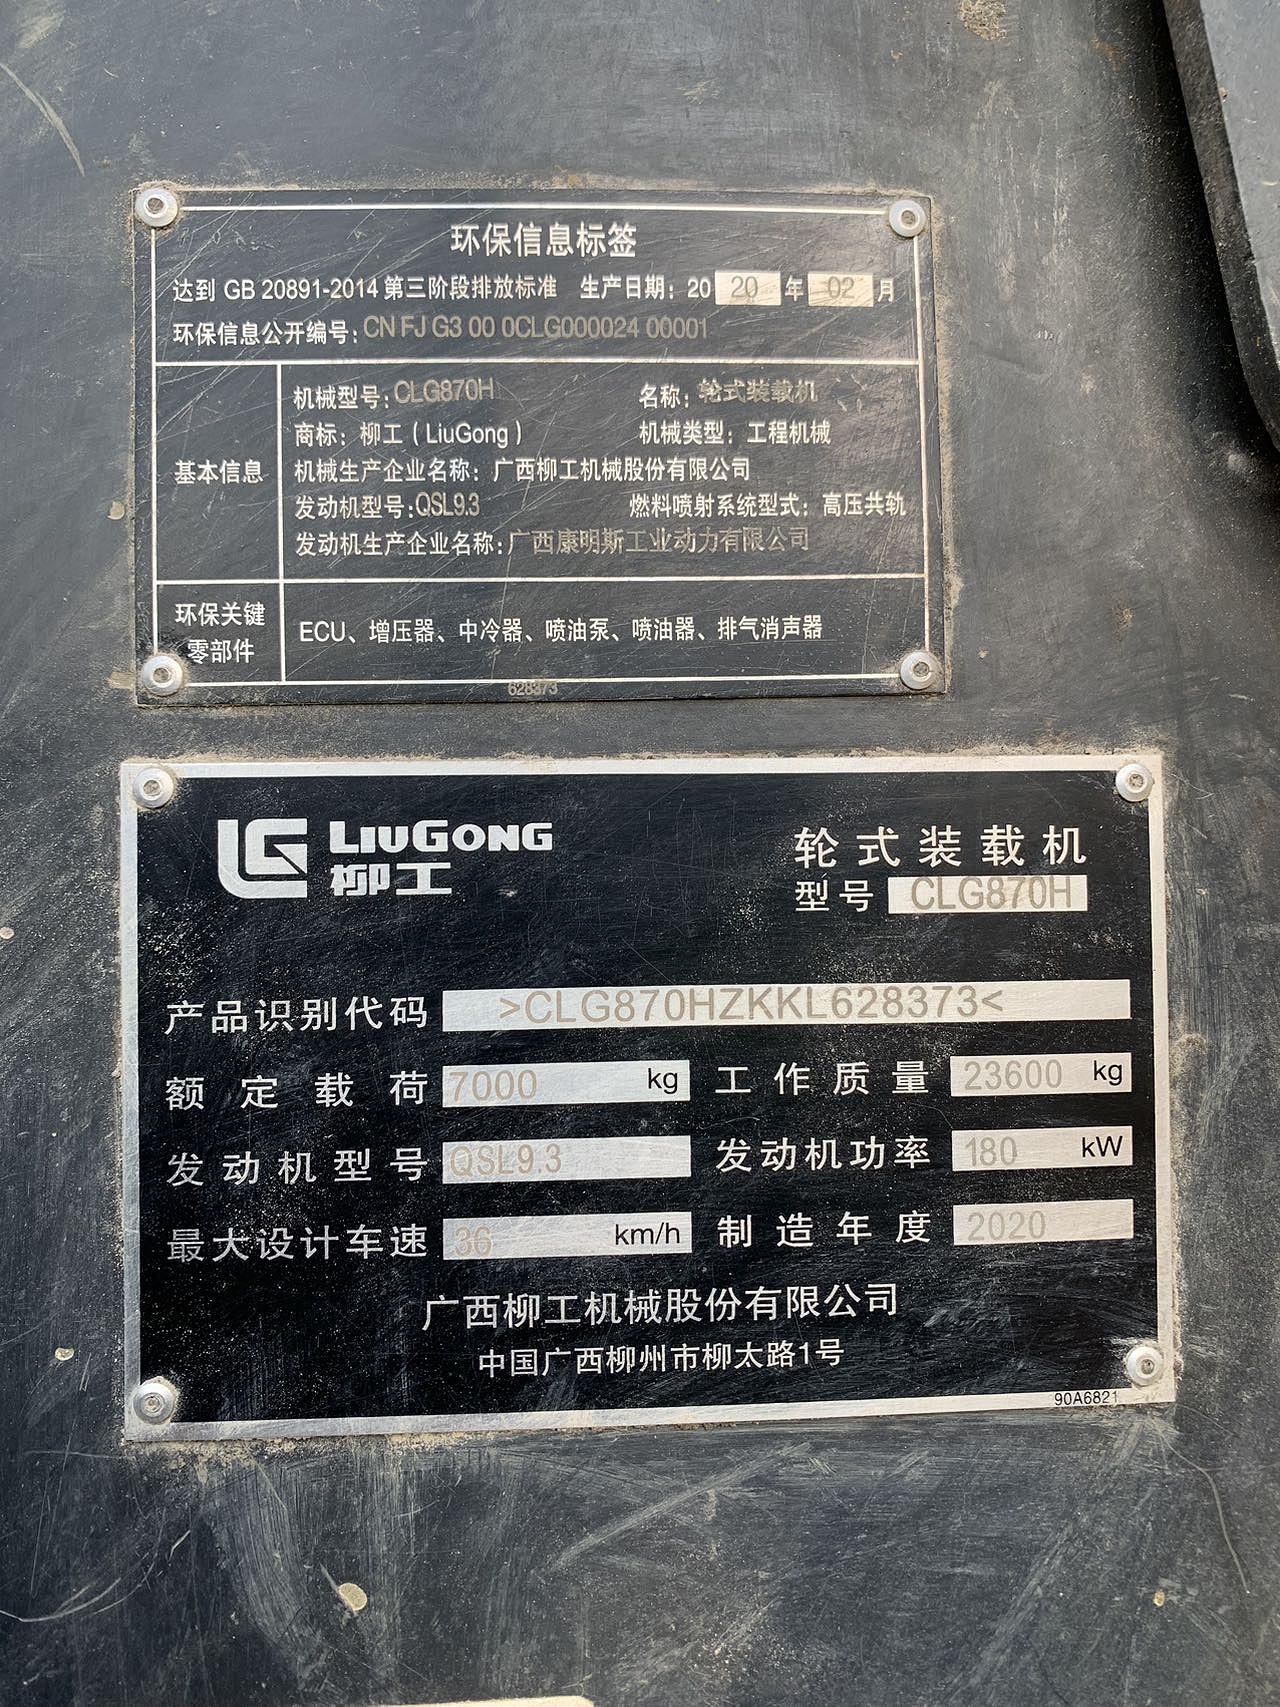 环保信息标签
达到 GB 20891-2014 第三阶段排放标准 生产日期：20 20 年 02 月
环保信息公开编号：CN FJ G3 00 0CLG000024 00001
基本信息
机械型号：CLG870H 名称：轮式装载机
商标：柳工（LiuGong） 机械类型：工程机械
机械生产企业名称：广西柳工机械股份有限公司
发动机型号：QSL9.3 燃料喷射系统型式：高压共轨
发动机生产企业名称：广西康明斯工业动力有限公司
环保关键
零部件
ECU、增压器、中冷器、喷油泵、喷油器、排气消声器
628373
LIUGONG
柳工
轮式装载机
型号 CLG870H
产品识别代码 >CLG870HZKKL628373<
额定载荷 7000 kg 工作质量 23600 kg
发动机型号 QSL9.3 发动机功率 180 kW
最大设计车速 36 km/h 制造年度 2020
广西柳工机械股份有限公司
中国广西柳州市柳太路1号
90A6821